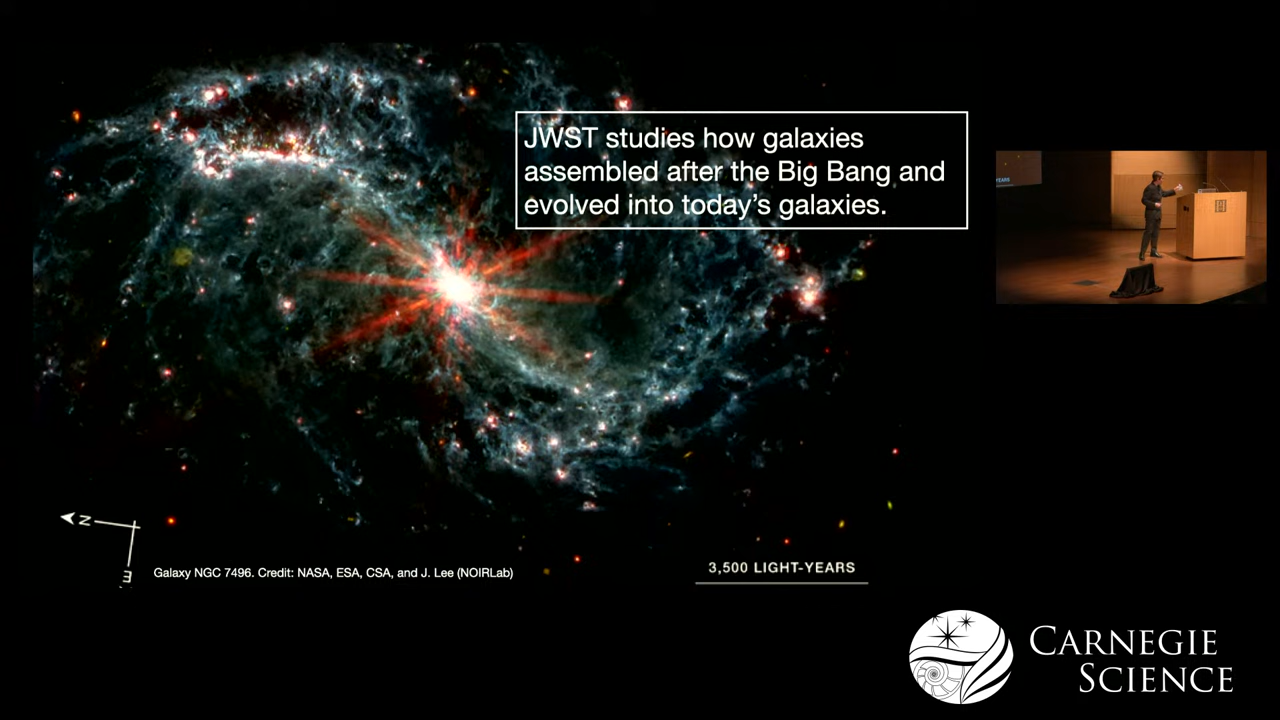 JWST studies how galaxies
assembled after the Big Bang and
evolved into today's galaxies.
N
E
Galaxy NGC 7496. Credit: NASA, ESA, CSA, and J. Lee (NOIRLab)
3,500 LIGHT-YEARS
YEARS
CARNEGIE
SCIENCE